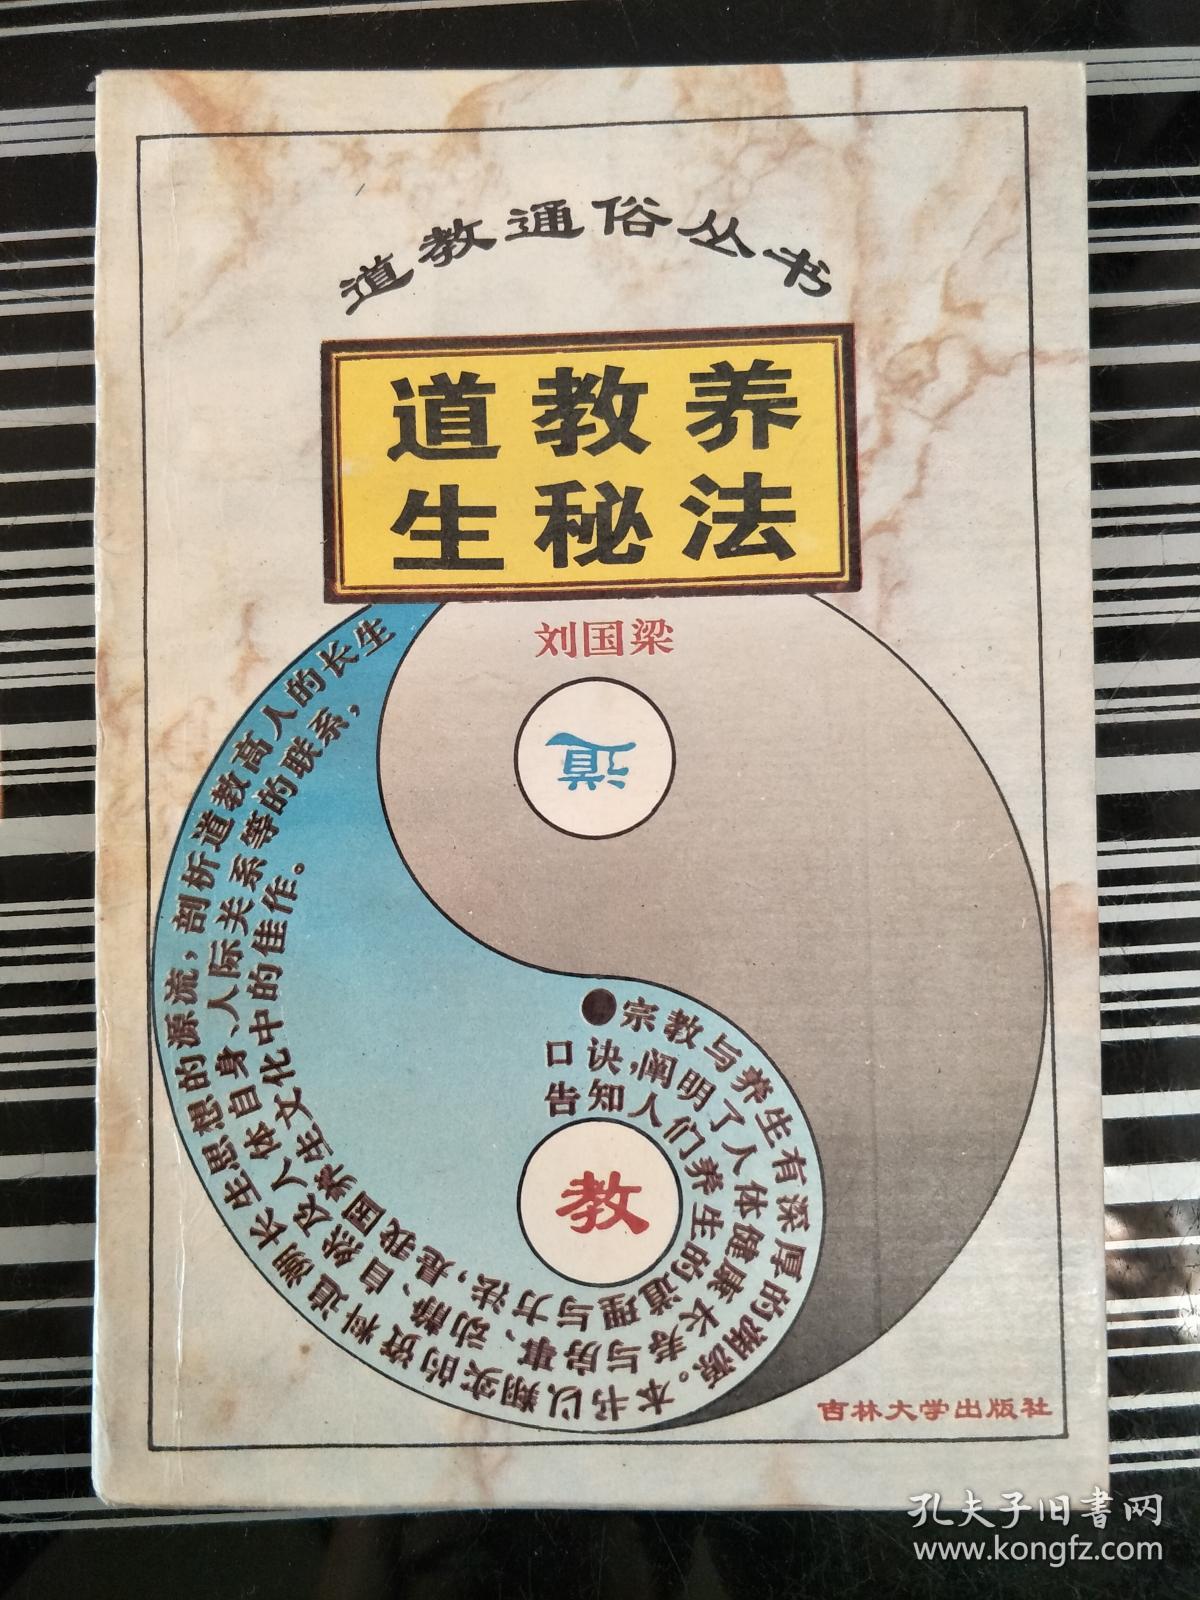 道教通俗丛书
道教养
生秘法
刘国梁
道
●宗教与养生有深厚的渊源。本书以翔实的资料追溯长生思想的源流，剖析道教高人的长生
口诀，阐明了人体健康长寿与房事、动静、自然及人体自身、人际关系等的联系，
告知人们养生的道理与方法，是我国养生文化中的佳作。
教
吉林大学出版社
孔夫子旧書网
www.kongfz.com